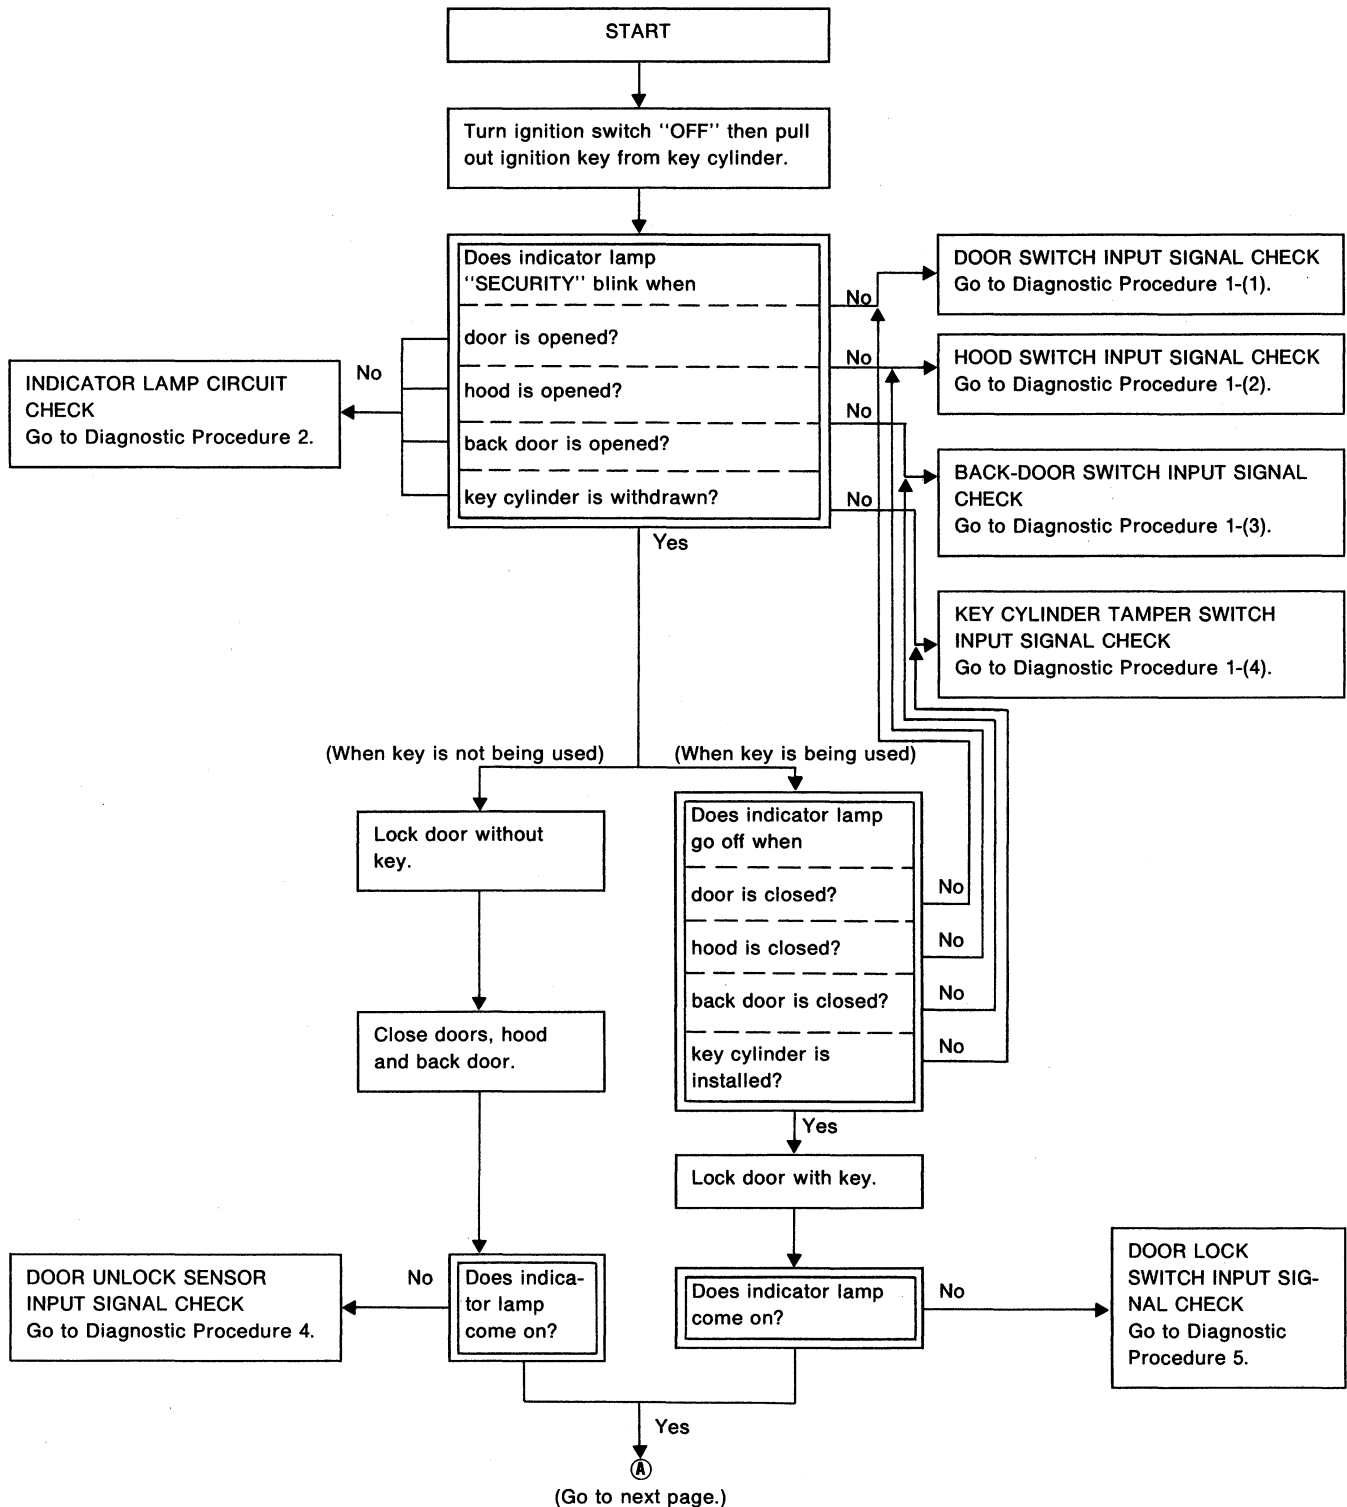 START
Turn ignition switch "OFF" then pull
out ignition key from key cylinder.
Does indicator lamp
"SECURITY" blink when
door is opened?
hood is opened?
back door is opened?
key cylinder is withdrawn?
No
INDICATOR LAMP CIRCUIT
CHECK
Go to Diagnostic Procedure 2.
No
DOOR SWITCH INPUT SIGNAL CHECK
Go to Diagnostic Procedure 1-(1).
No
HOOD SWITCH INPUT SIGNAL CHECK
Go to Diagnostic Procedure 1-(2).
No
BACK-DOOR SWITCH INPUT SIGNAL
CHECK
Go to Diagnostic Procedure 1-(3).
No
KEY CYLINDER TAMPER SWITCH
INPUT SIGNAL CHECK
Go to Diagnostic Procedure 1-(4).
Yes
(When key is not being used)
(When key is being used)
Lock door without
key.
Close doors, hood
and back door.
Does indica-
tor lamp
come on?
No
DOOR UNLOCK SENSOR
INPUT SIGNAL CHECK
Go to Diagnostic Procedure 4.
Does indicator lamp
go off when
door is closed?
No
hood is closed?
No
back door is closed?
No
key cylinder is
installed?
No
Yes
Lock door with key.
Does indicator lamp
come on?
No
DOOR LOCK
SWITCH INPUT SIG-
NAL CHECK
Go to Diagnostic
Procedure 5.
Yes
A
(Go to next page.)